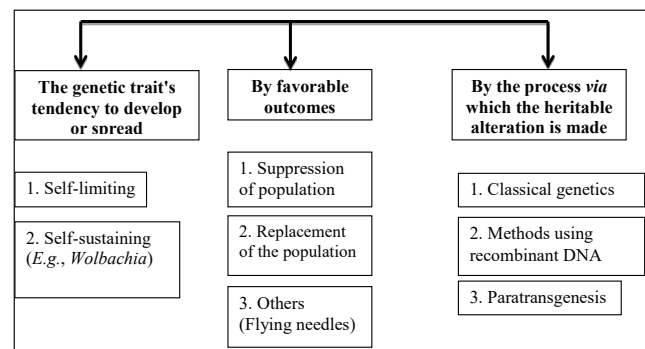 The genetic trait's
tendency to develop
or spread
1. Self-limiting
2. Self-sustaining
(E.g., Wolbachia)
By favorable
outcomes
1. Suppression
of population
2. Replacement
of the population
3. Others
(Flying needles)
By the process via
which the heritable
alteration is made
1. Classical genetics
2. Methods using
recombinant DNA
3. Paratransgenesis